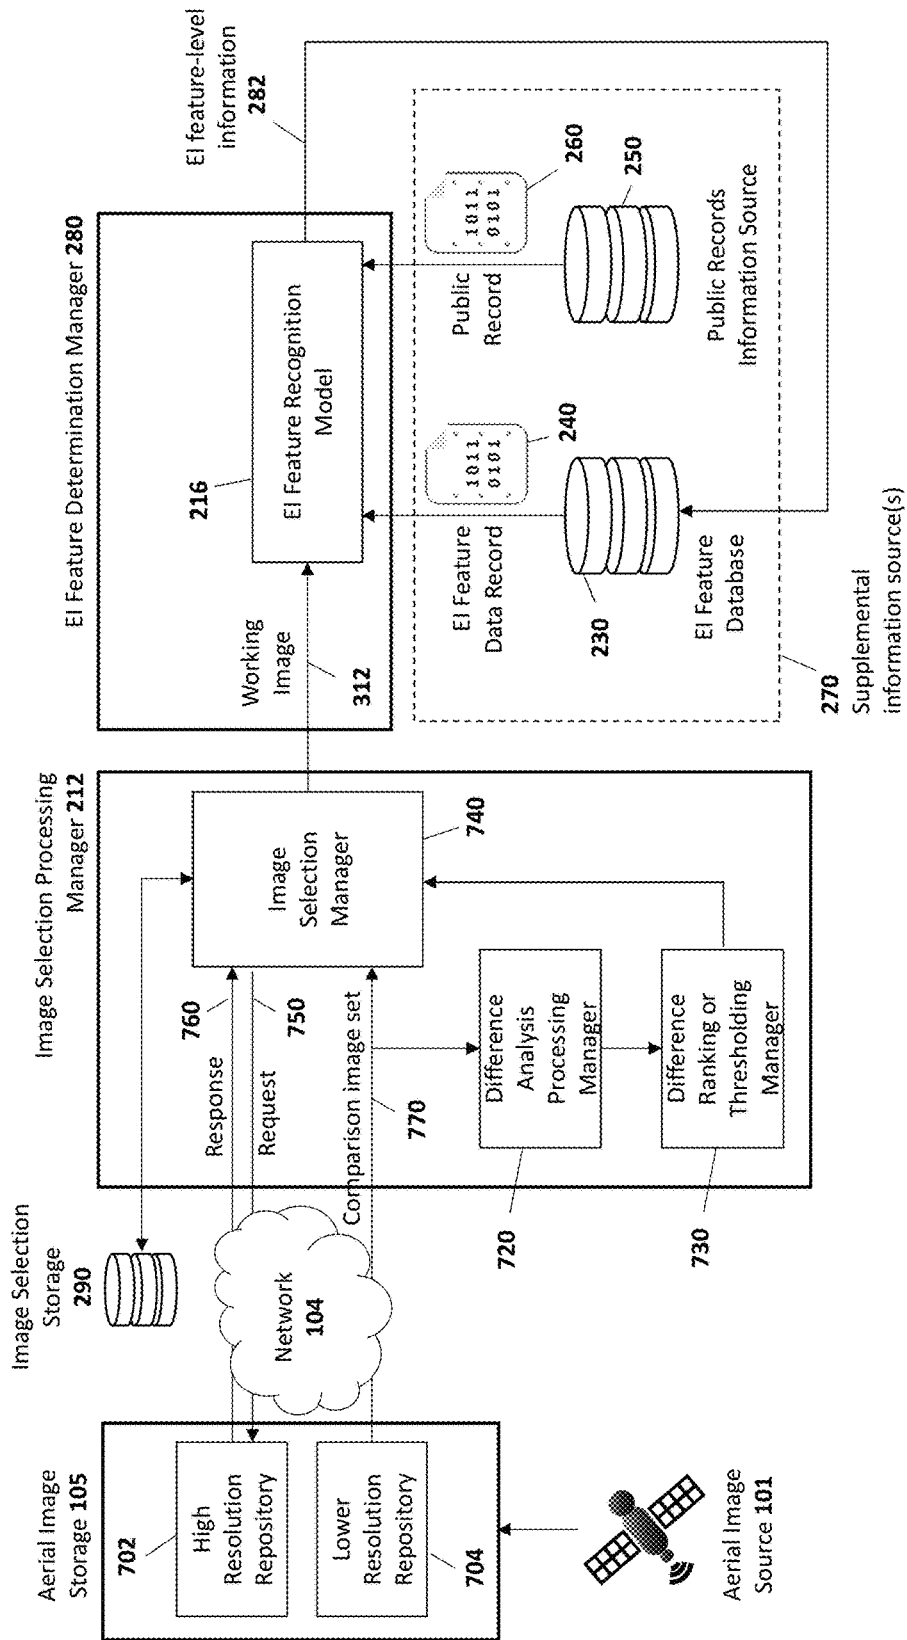 Aerial Image
Storage 105
702
High
Resolution
Repository
Lower
Resolution
Repository
704
Aerial Image
Source 101
Image Selection
Storage
290
Network
104
Image Selection Processing
Manager 212
Response
760
Request
750
Comparison image set
770
Image
Selection
Manager
740
720
Difference
Analysis
Processing
Manager
730
Difference
Ranking or
Thresholding
Manager
EI Feature Determination Manager 280
Working
Image
312
216
EI Feature Recognition
Model
EI feature-level
information
282
EI Feature
Data Record
1011
0101
240
Public
Record
1011
0101
260
230
EI Feature
Database
250
Public Records
Information Source
270
Supplemental
information source(s)